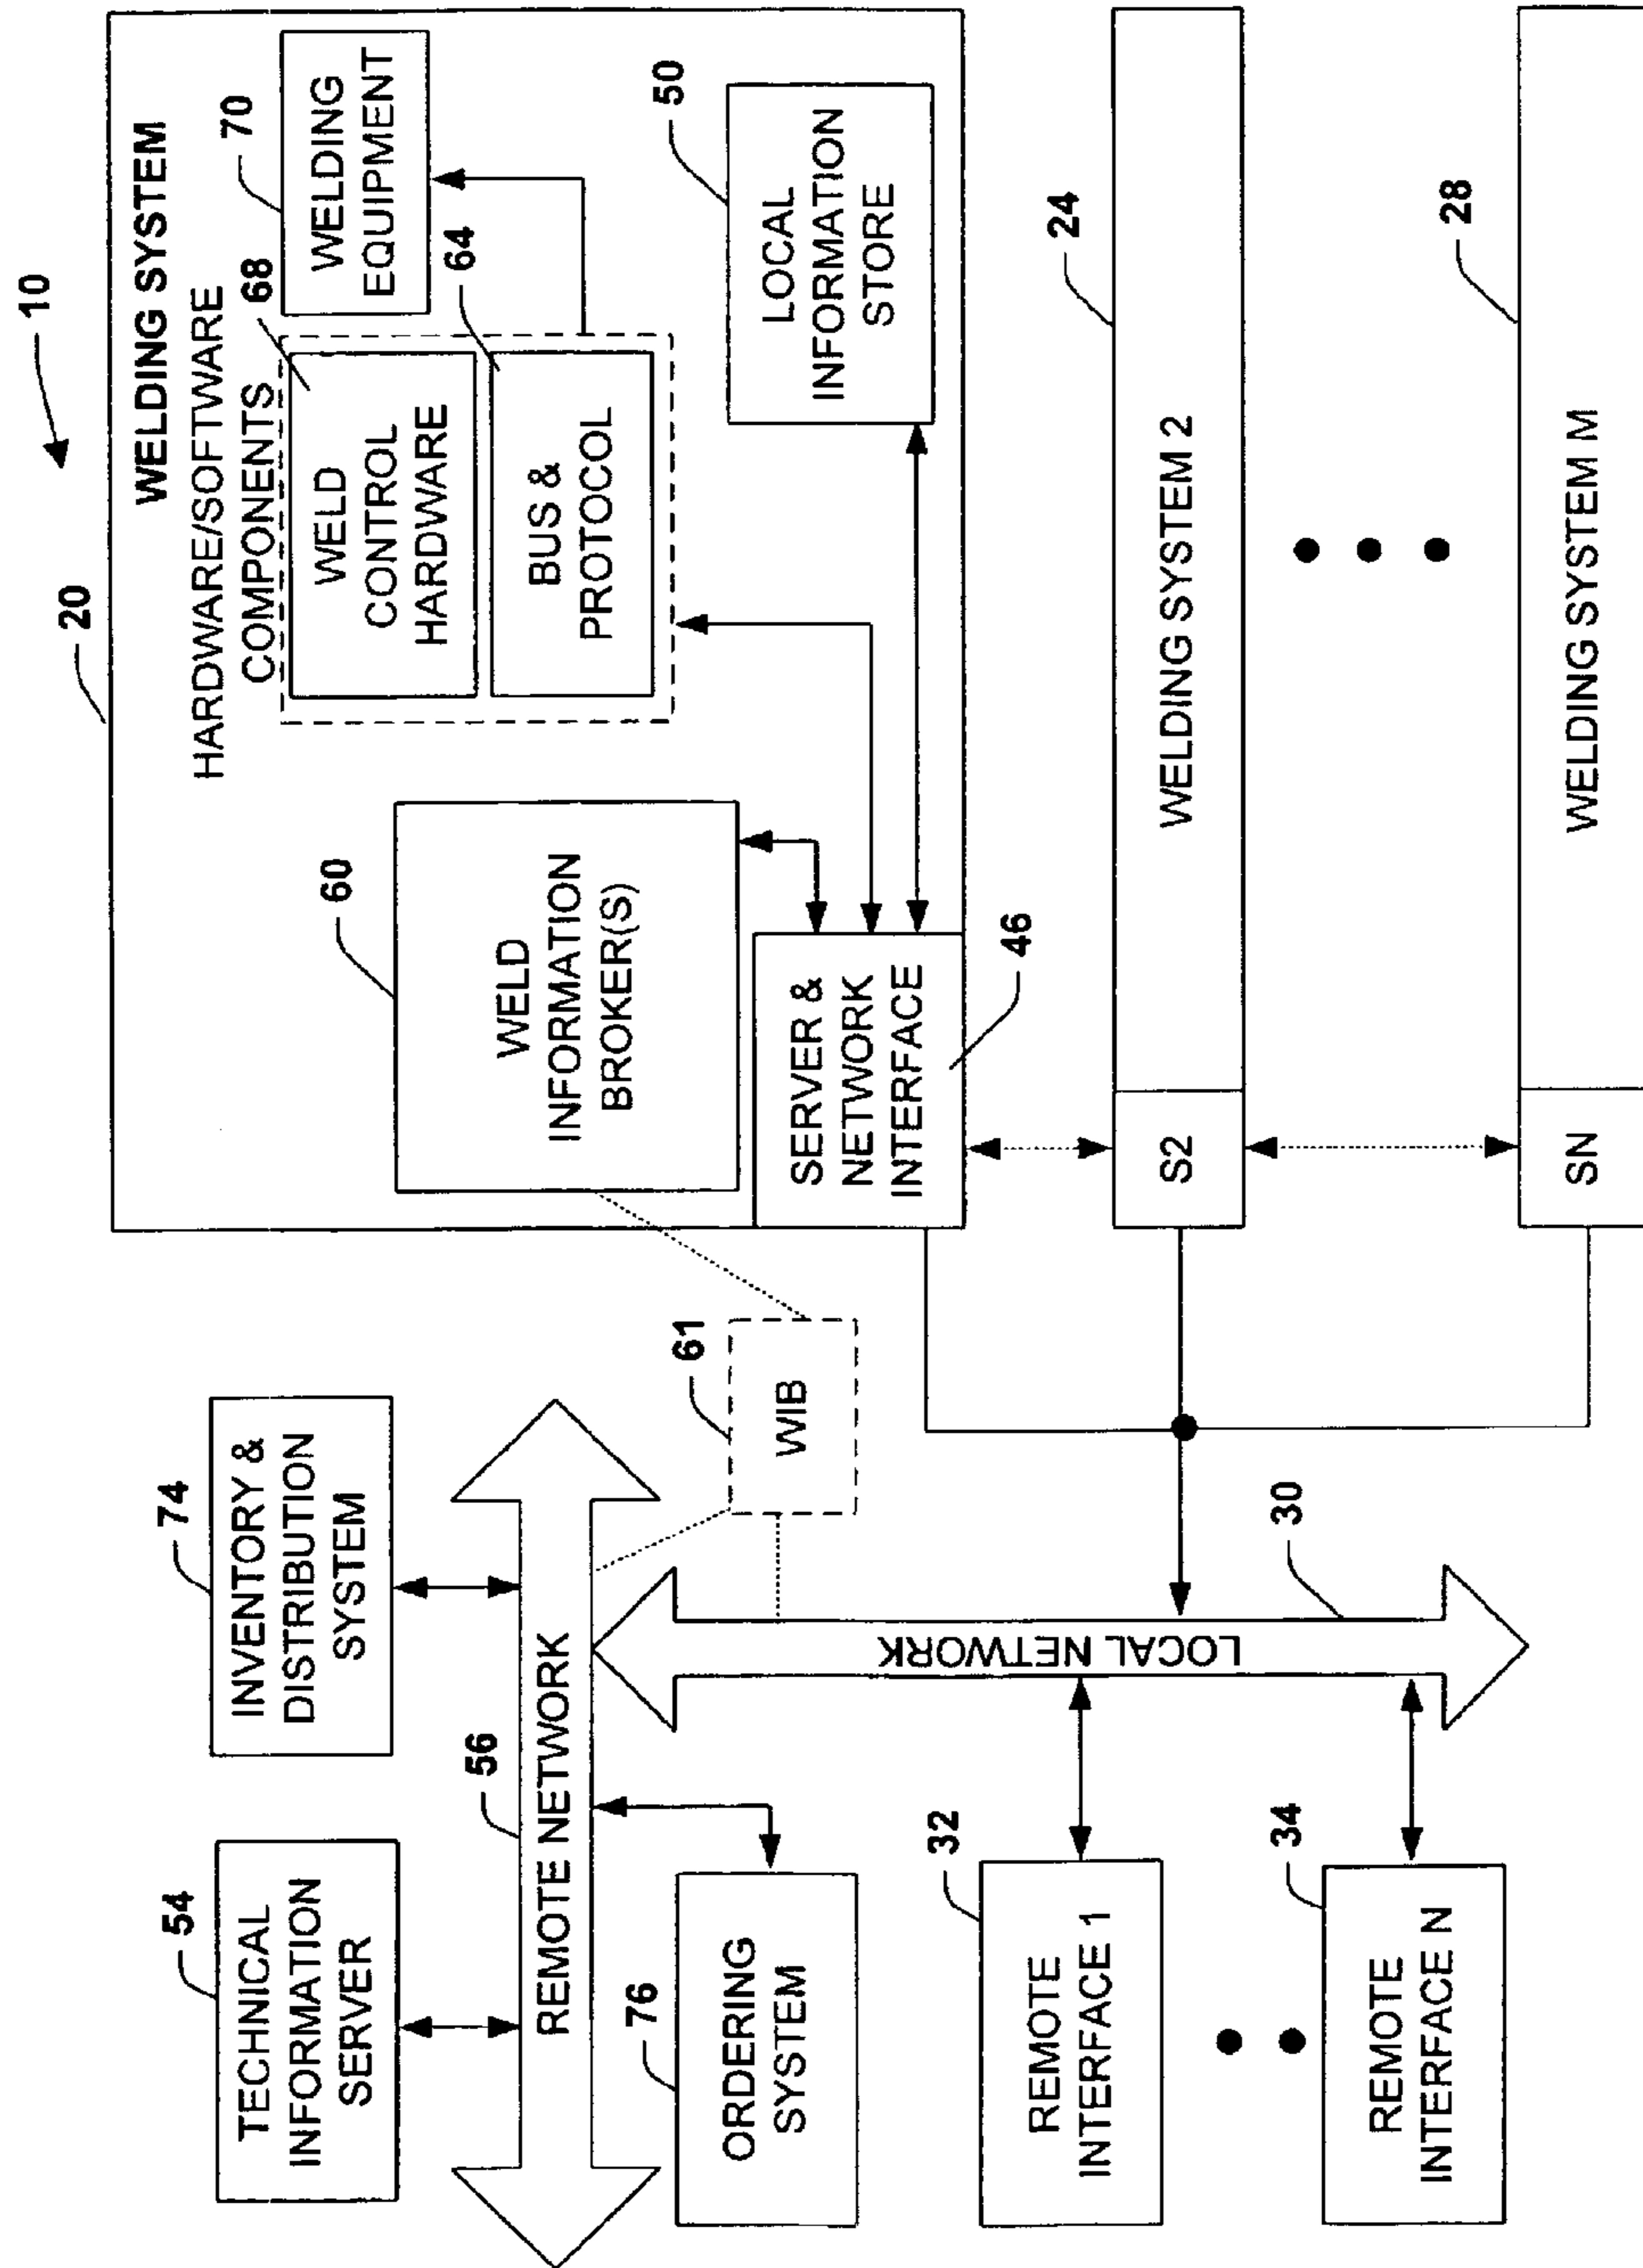 10
20
WELDING SYSTEM
HARDWARE/SOFTWARE
COMPONENTS
68
WELD
CONTROL
HARDWARE
64
BUS &
PROTOCOL
70
WELDING
EQUIPMENT
50
LOCAL
INFORMATION
STORE
60
WELD
INFORMATION
BROKER(S)
SERVER &
NETWORK
INTERFACE
46
24
S2
WELDING SYSTEM 2
28
SN
WELDING SYSTEM M
54
TECHNICAL
INFORMATION
SERVER
74
INVENTORY &
DISTRIBUTION
SYSTEM
56
REMOTE NETWORK
61
WIB
76
ORDERING
SYSTEM
30
LOCAL NETWORK
32
REMOTE
INTERFACE 1
34
REMOTE
INTERFACE N